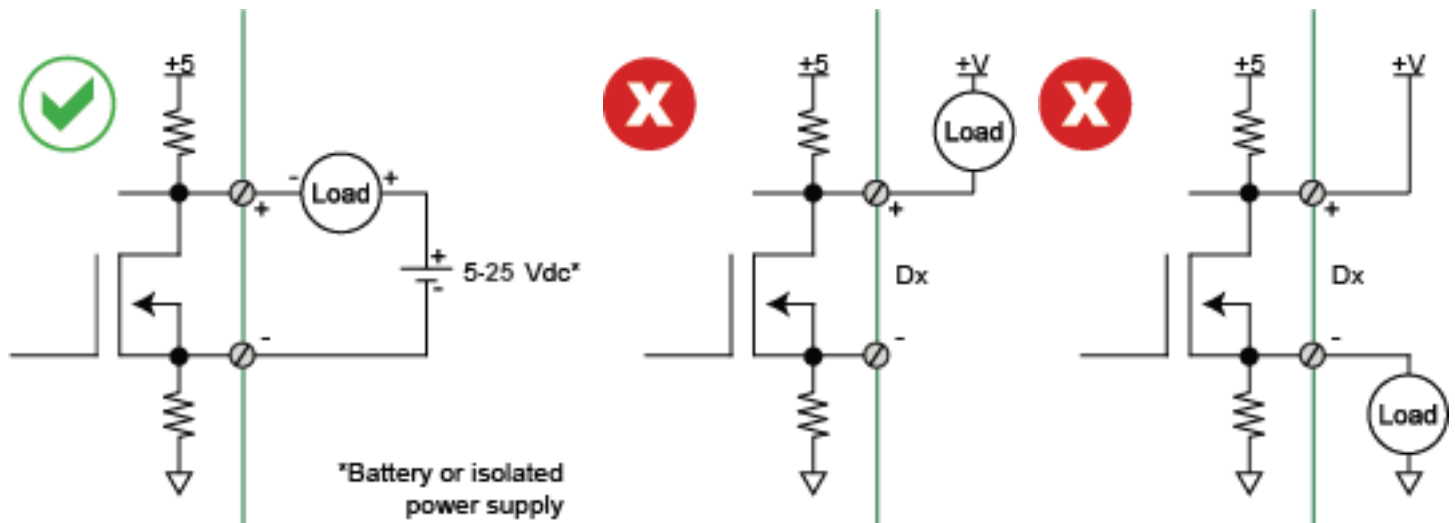 +5
- Load +
+
+
5-25 Vdc*
-
-
*Battery or isolated
power supply
X
+5
+V
Load
+
Dx
-
X
+5
+V
+
Dx
-
Load